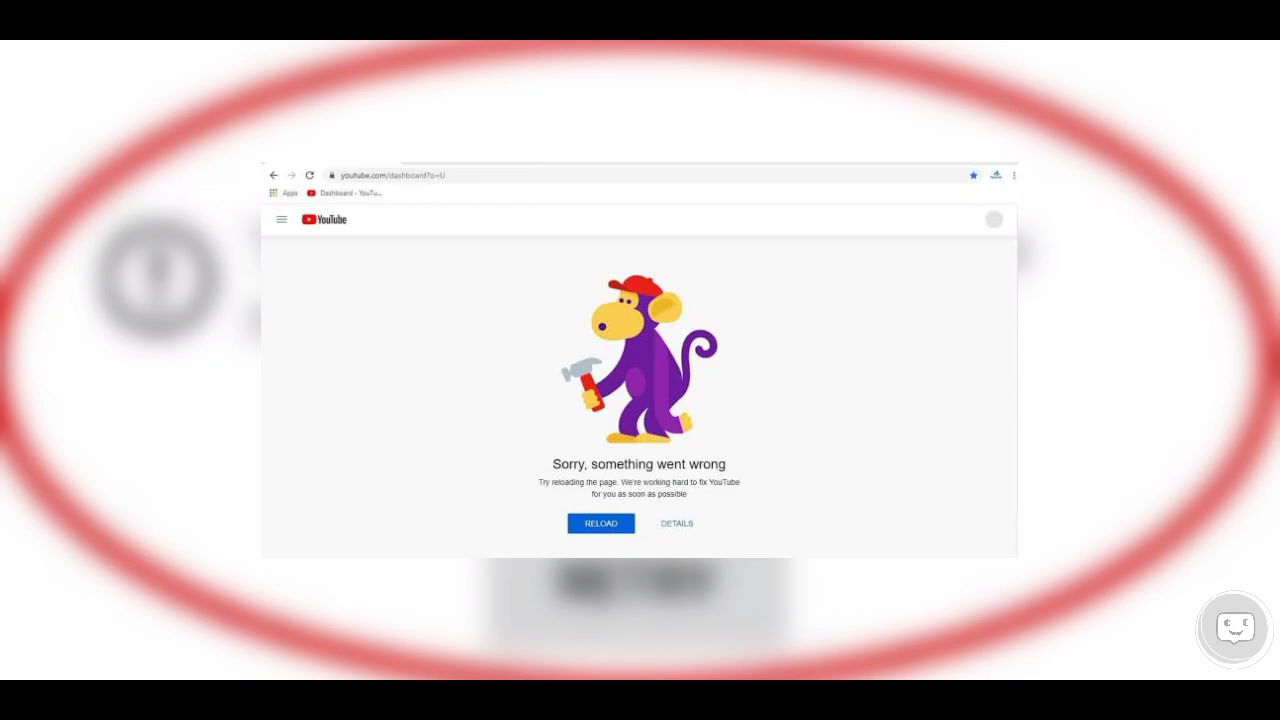 youtube.com/dashboard?o=U
Apps Dashboard - YouTu...
YouTube
Sorry, something went wrong
Try reloading the page. We're working hard to fix YouTube
for you as soon as possible
RELOAD DETAILS
RETRY